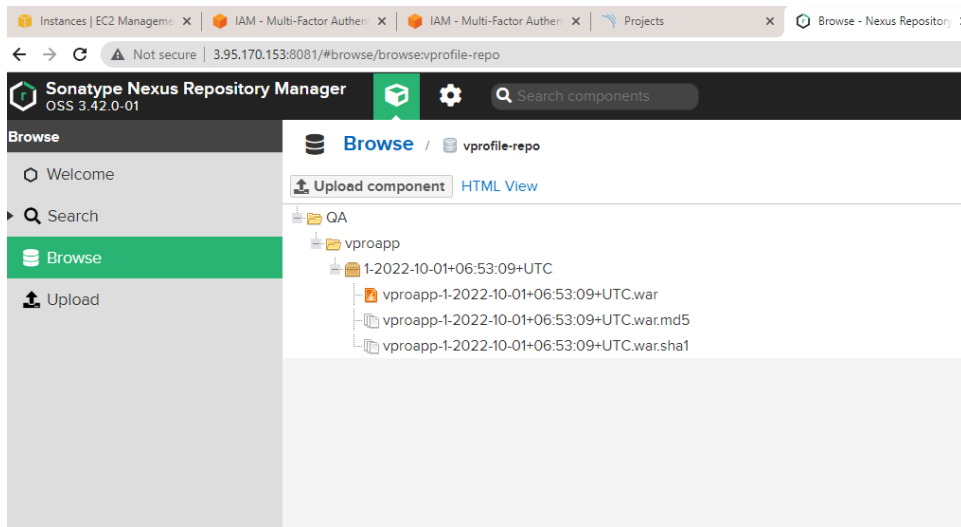 Instances | EC2 Manageme
IAM - Multi-Factor Authent
IAM - Multi-Factor Authen
Projects
Browse - Nexus Repository
Not secure | 3.95.170.153:8081/#browse/browse:vprofile-repo
Sonatype Nexus Repository Manager
OSS 3.42.0-01
Search components
Browse
Browse / vprofile-repo
Welcome
Upload component HTML View
Search
QA
vproapp
Browse
1-2022-10-01+06:53:09+UTC
vproapp-1-2022-10-01+06:53:09+UTC.war
Upload
vproapp-1-2022-10-01+06:53:09+UTC.war.md5
vproapp-1-2022-10-01+06:53:09+UTC.war.sha1